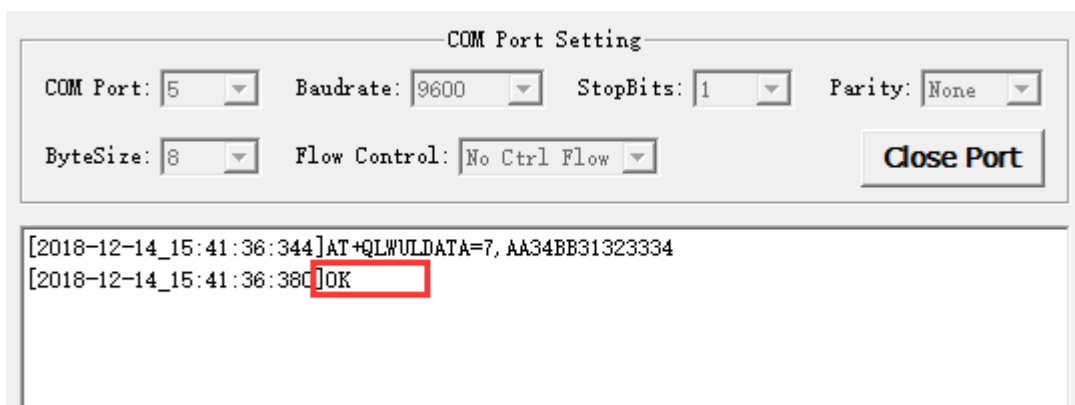 COM Port Setting
COM Port: 5 Baudrate: 9600 StopBits: 1 Parity: None
ByteSize: 8 Flow Control: No Ctrl Flow Close Port
[2018-12-14_15:41:36:344]AT+QLWULDATA=7,AA34BB31323334
[2018-12-14_15:41:36:380]OK